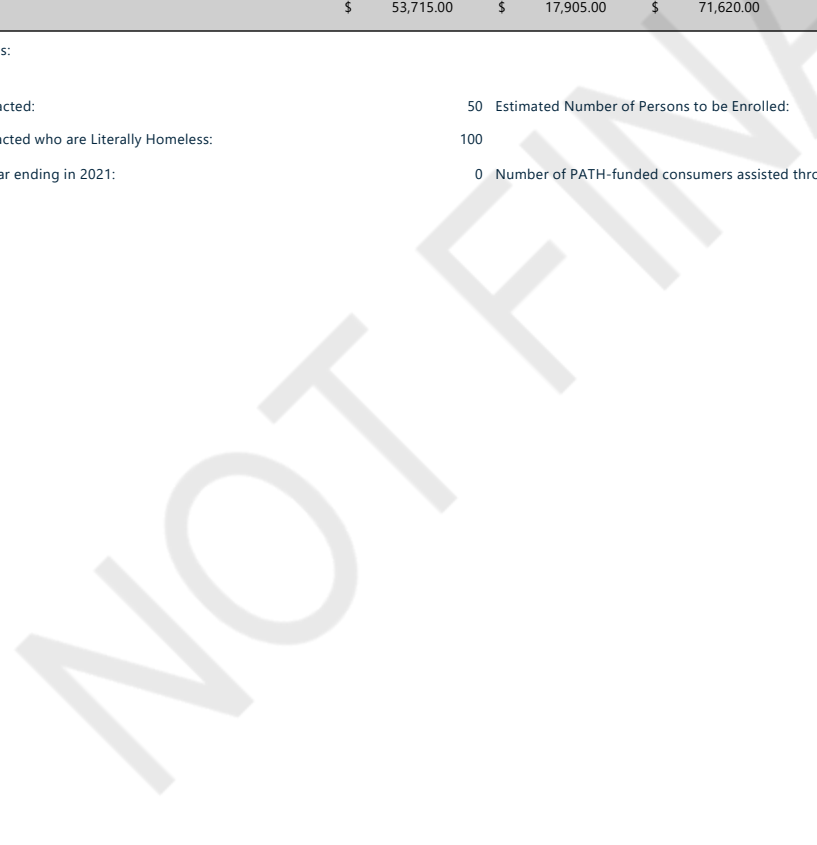 $ 53,715.00 $ 17,905.00 $ 71,620.00
s:
acted: 50 Estimated Number of Persons to be Enrolled:
acted who are Literally Homeless: 100
ar ending in 2021: 0 Number of PATH-funded consumers assisted thro
NOT FINA